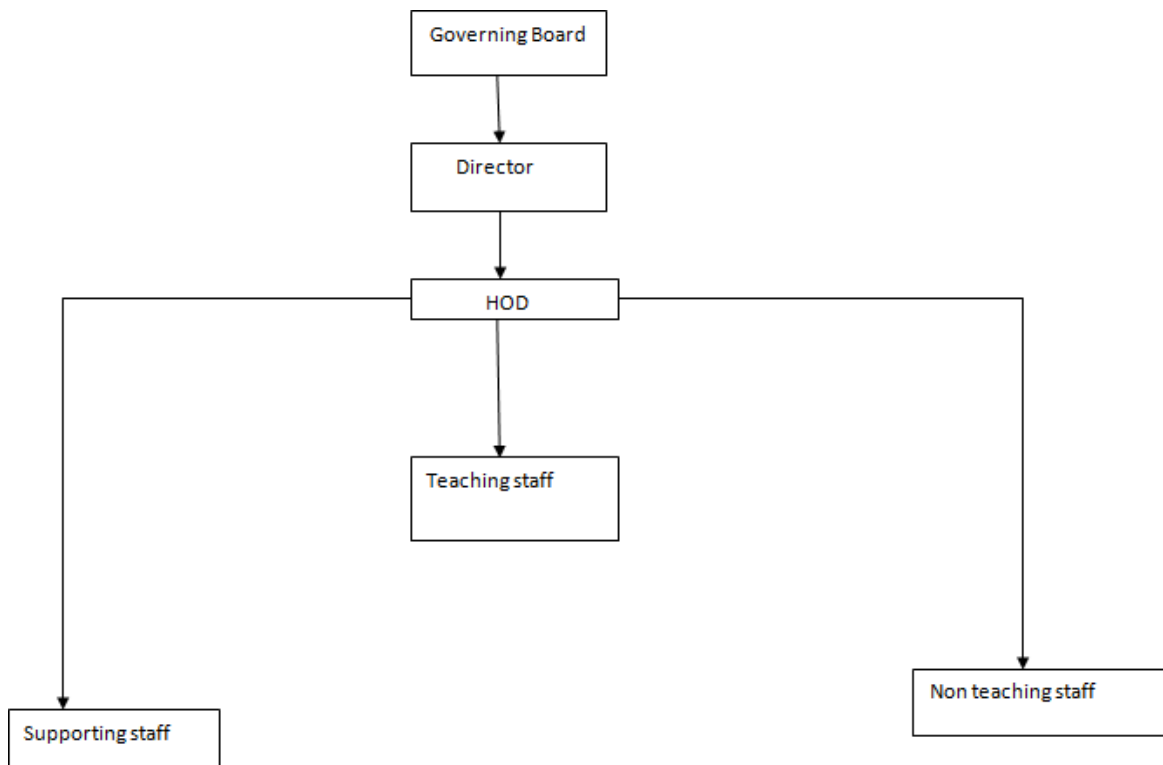 Governing Board
Director
HOD
Teaching staff
Non teaching staff
Supporting staff